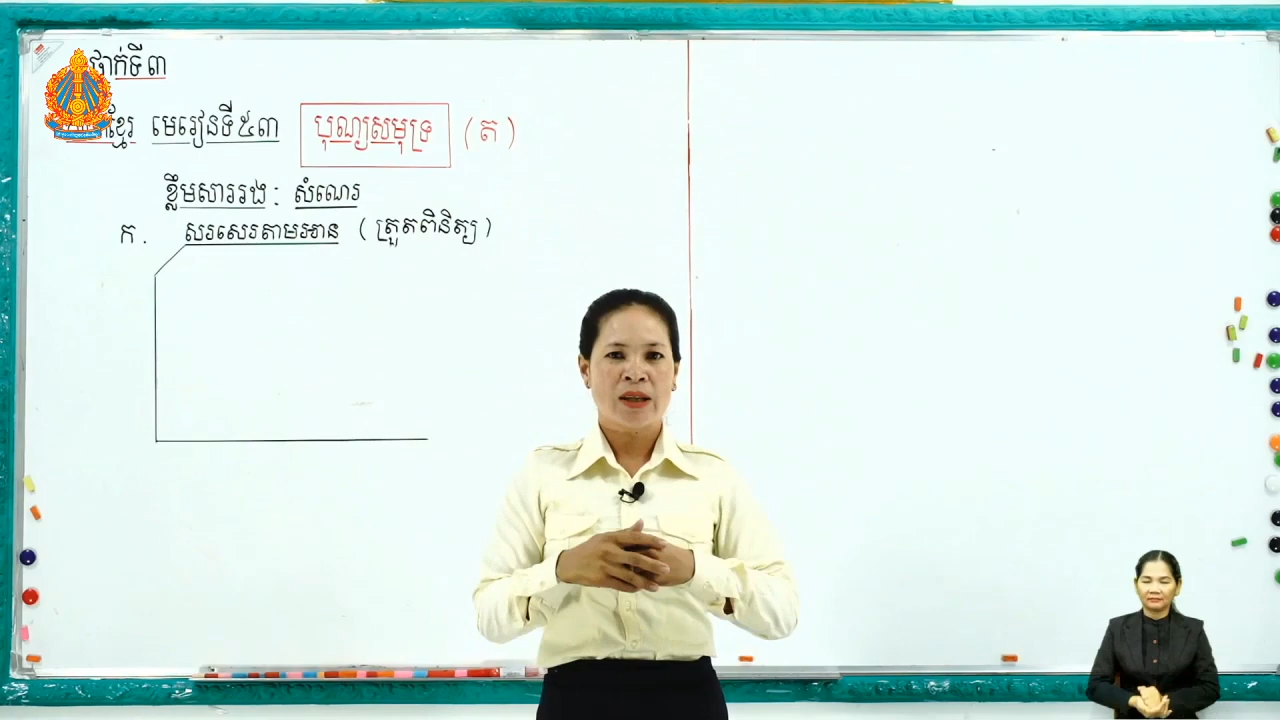 ថ្នាក់ទី៣
ខ្មែរ មេរៀនទី ៥៣ បុណ្យសមុទ្រ (ត)
ខ្លឹមសាររង : សំណេរ
ក. សរសេរតាមអាន (ត្រួតពិនិត្យ)